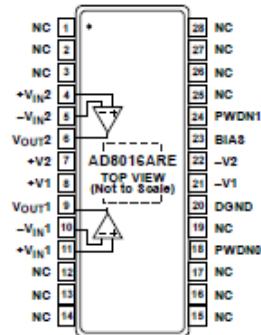 NC 1 28 NC
NC 2 27 NC
NC 3 26 NC
+VIN2 4 25 NC
–VIN2 5 24 PWDN1
VOUT2 6 23 BIAS
+V2 7 22 –V2
+V1 8 21 –V1
VOUT1 9 20 DGND
–VIN1 10 19 NC
+VIN1 11 18 PWDN0
NC 12 17 NC
NC 13 16 NC
NC 14 15 NC
AD8016ARE
TOP VIEW
(Not to Scale)